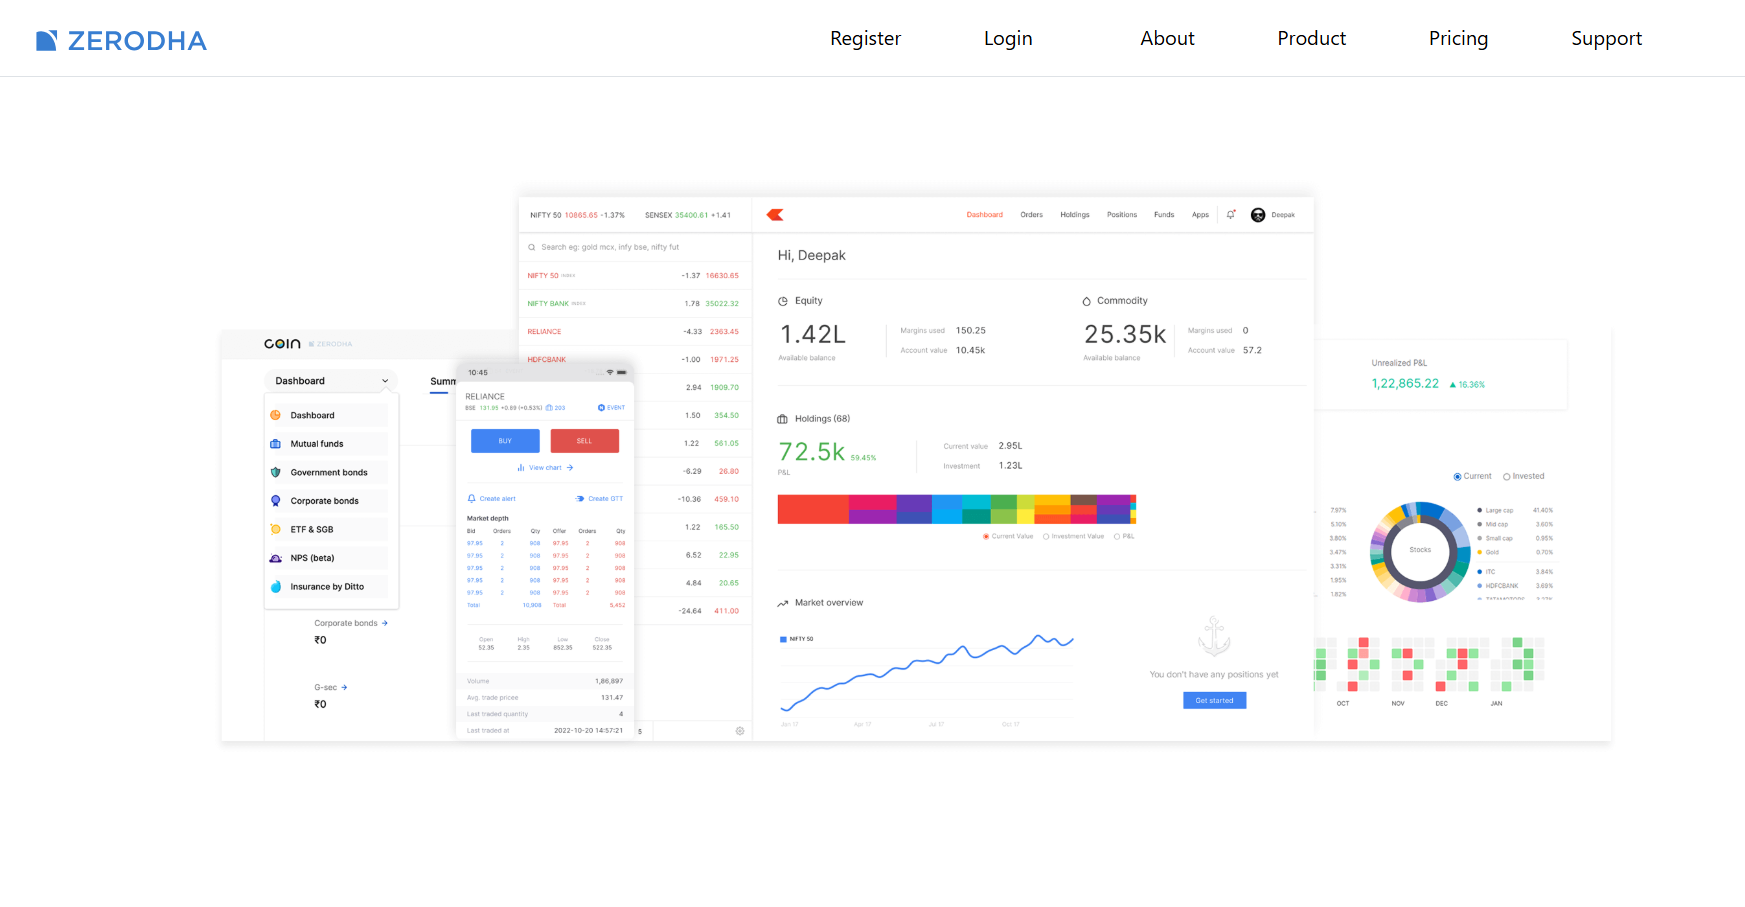 ZERODHA
Register Login About Product Pricing Support
NIFTY 50 10865.65 -1.37% SENSEX 35400.61 +1.41
Dashboard Orders Holdings Positions Funds Apps Deepak
Search eg: gold mcx, infy bse, nifty fut
NIFTY 50 INDEX -1.37 16630.65
NIFTY BANK INDEX 1.78 35022.32
RELIANCE -4.33 2363.45
HDFCBANK -1.00 1971.25
2.94 1909.70
1.50 354.50
1.22 561.05
-6.29 26.80
-10.36 459.10
1.22 165.50
6.52 22.95
4.84 20.65
-24.64 411.00
Hi, Deepak
Equity
1.42L
Available balance
Margins used 150.25
Account value 10.45k
Commodity
25.35k
Available balance
Margins used 0
Account value 57.2
Holdings (68)
72.5k 59.45%
P&L
Current value 2.95L
Investment 1.23L
Current Value Investment Value P&L
Market overview
NIFTY 50
Jan 17 Apr 17 Jul 17 Oct 17
You don't have any positions yet
Get started
COIN ZERODHA
Dashboard
Summ
Dashboard
Mutual funds
Government bonds
Corporate bonds
ETF & SGB
NPS (beta)
Insurance by Ditto
Corporate bonds →
₹0
G-sec →
₹0
10:45
RELIANCE
BSE 131.95 +0.69 (+0.53%) 203 EVENT
BUY SELL
View chart →
Create alert Create GTT
Market depth
Bid Orders Qty Offer Orders Qty
97.95 2 908 97.95 2 908
97.95 2 908 97.95 2 908
97.95 2 908 97.95 2 908
97.95 2 908 97.95 2 908
97.95 2 908 97.95 2 908
Total 10,908 Total 5,452
Open High Low Close
52.35 2.35 852.35 522.35
Volume 1,86,897
Avg. trade prices 131.47
Last traded quantity 4
Last traded at 2022-10-20 14:57:21
s
Unrealized P&L
1,22,865.22 ▲ 16.36%
Current Invested
7.97%
5.10%
3.80%
3.47%
3.31%
1.95%
1.82%
Stocks
Large cap 41.40%
Mid cap 3.60%
Small cap 0.95%
Gold 0.70%
ITC 3.84%
HDFCBANK 3.69%
OCT NOV DEC JAN